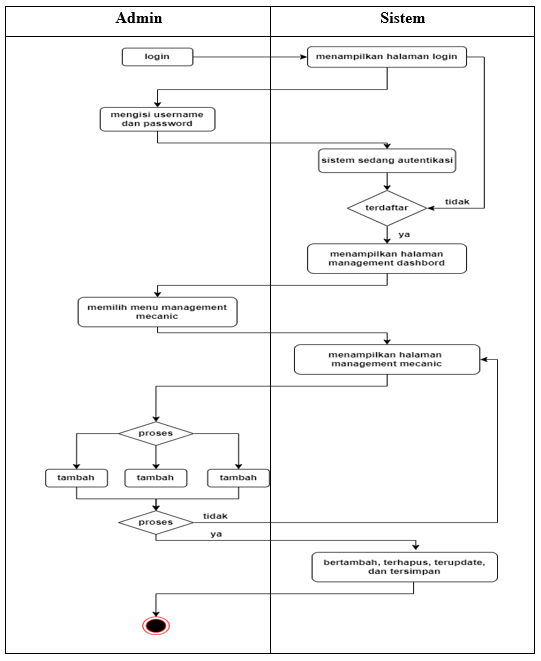 Admin
Sistem
login
menampilkan halaman login
mengisi username
dan password
sistem sedang autentikasi
terdaftar
tidak
ya
menampilkan halaman
management dashbord
memilih menu management
mecanic
menampilkan halaman
management mecanic
proses
tambah
tambah
tambah
proses
tidak
ya
bertambah, terhapus, terupdate,
dan tersimpan